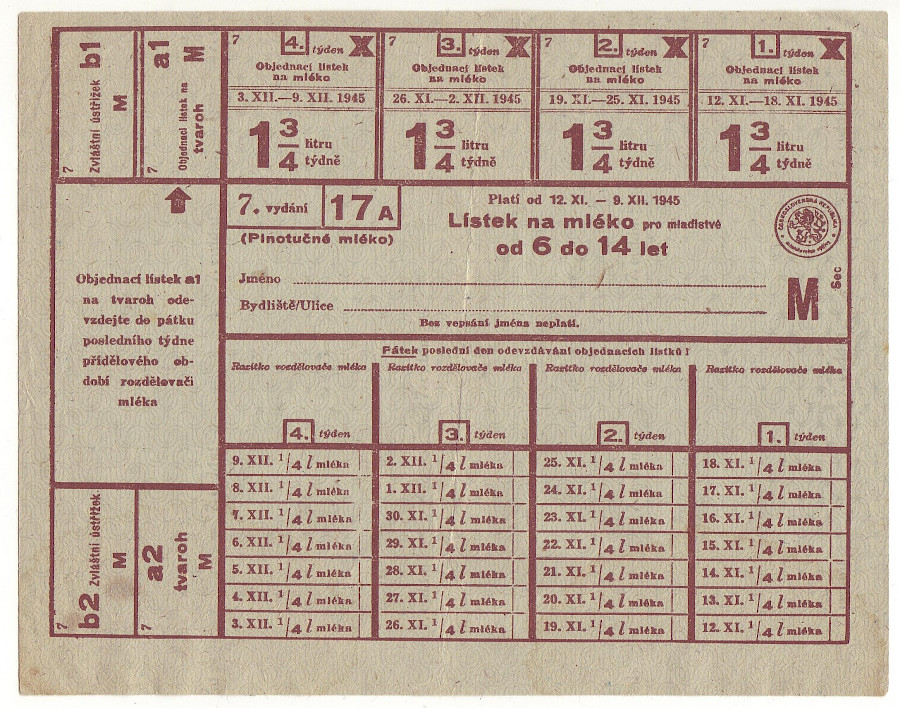 7 Zvláštní ústřižek b1
M
7 Objednací lístek na
tvaroh
a1 M
7 4. týden X
Objednací lístek
na mléko
3. XII.—9. XII. 1945
1 3/4 litru
týdně
7 3. týden X
Objednací lístek
na mléko
26. XI.—2. XII. 1945
1 3/4 litru
týdně
7 2. týden X
Objednací lístek
na mléko
19. XI.—25. XI. 1945
1 3/4 litru
týdně
7 1. týden X
Objednací lístek
na mléko
12. XI.—18. XI. 1945
1 3/4 litru
týdně
7. vydání 17A
(Plnotučné mléko)
Platí od 12. XI. — 9. XII. 1945
Lístek na mléko pro mladistvé
od 6 do 14 let
ČESKOSLOVENSKÁ REPUBLIKA
Jméno
Bydliště/Ulice
M Sec
Bez vepsání jména neplatí.
Objednací lístek a1
na tvaroh ode-
vzdejte do pátku
posledního týdne
přídělového ob-
dobí rozdělovači
mléka
Pátek poslední den odevzdávání objednacích lístků!
Razítko rozdělovače mléka Razítko rozdělovače mléka Razítko rozdělovače mléka Razítko rozdělovače mléka
4. týden 3. týden 2. týden 1. týden
9. XII. 1/4 l mléka 2. XII. 1/4 l mléka 25. XI. 1/4 l mléka 18. XI. 1/4 l mléka
8. XII. 1/4 l mléka 1. XII. 1/4 l mléka 24. XI. 1/4 l mléka 17. XI. 1/4 l mléka
7. XII. 1/4 l mléka 30. XI. 1/4 l mléka 23. XI. 1/4 l mléka 16. XI. 1/4 l mléka
6. XII. 1/4 l mléka 29. XI. 1/4 l mléka 22. XI. 1/4 l mléka 15. XI. 1/4 l mléka
5. XII. 1/4 l mléka 28. XI. 1/4 l mléka 21. XI. 1/4 l mléka 14. XI. 1/4 l mléka
4. XII. 1/4 l mléka 27. XI. 1/4 l mléka 20. XI. 1/4 l mléka 13. XI. 1/4 l mléka
3. XII. 1/4 l mléka 26. XI. 1/4 l mléka 19. XI. 1/4 l mléka 12. XI. 1/4 l mléka
7 b2 Zvláštní ústřižek
M
7 a2
tvaroh
M